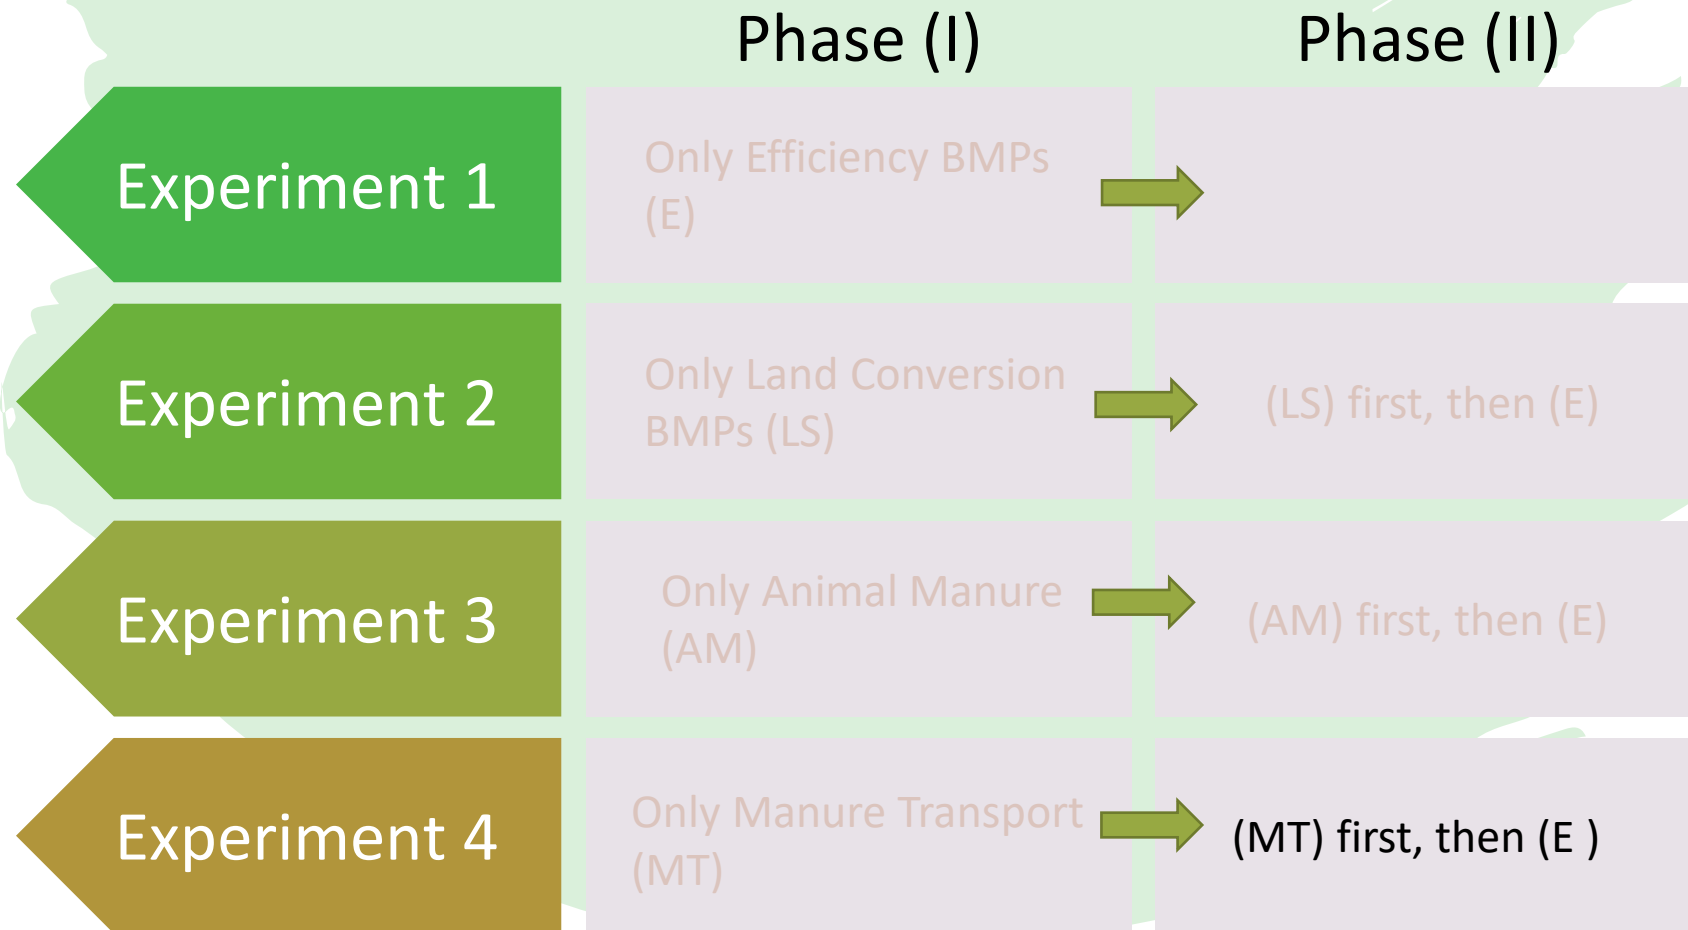 Phase (I)
Phase (II)
Experiment 1
Only Efficiency BMPs
(E)
Experiment 2
Only Land Conversion
BMPs (LS)
(LS) first, then (E)
Experiment 3
Only Animal Manure
(AM)
(AM) first, then (E)
Experiment 4
Only Manure Transport
(MT)
(MT) first, then (E )